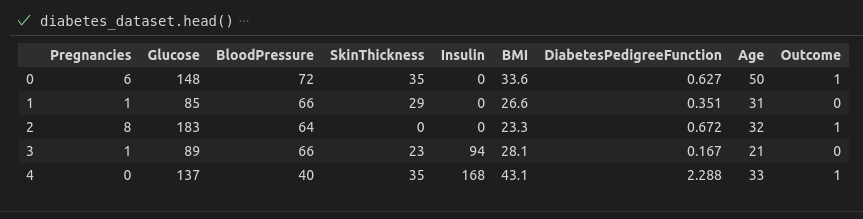 diabetes_dataset.head() ...
Pregnancies Glucose BloodPressure SkinThickness Insulin BMI DiabetesPedigreeFunction Age Outcome
0 6 148 72 35 0 33.6 0.627 50 1
1 1 85 66 29 0 26.6 0.351 31 0
2 8 183 64 0 0 23.3 0.672 32 1
3 1 89 66 23 94 28.1 0.167 21 0
4 0 137 40 35 168 43.1 2.288 33 1